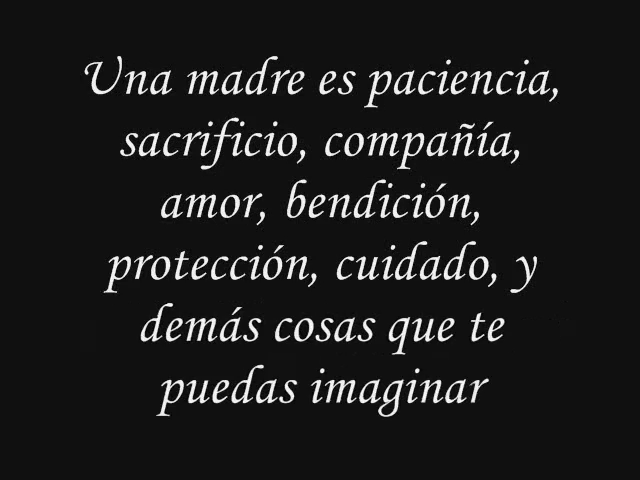 Una madre es paciencia,
sacrificio, compañía,
amor, bendición,
protección, cuidado, y
demás cosas que te
puedas imaginar